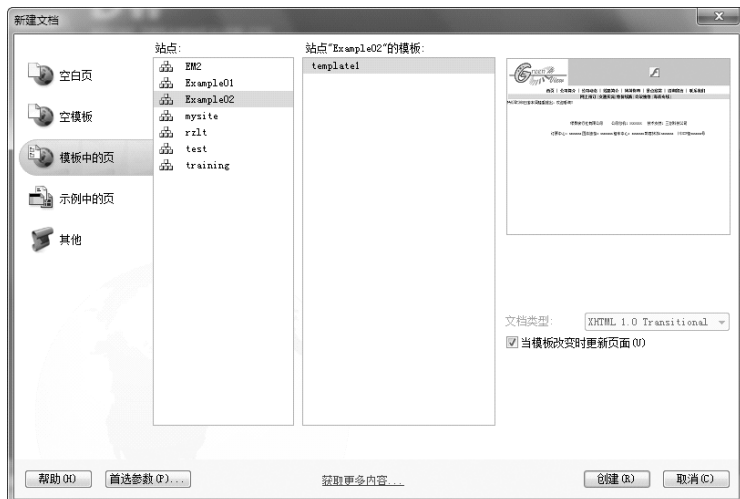 新建文档
站点:
站点"Example02"的模板:
空白页
空模板
模板中的页
示例中的页
其他
EM2
Example01
Example02
mysite
rzlt
test
training
template1
文档类型:
XHTML 1.0 Transitional
当模板改变时更新页面(U)
帮助(H)
首选参数(P)...
获取更多内容...
创建(R)
取消(C)